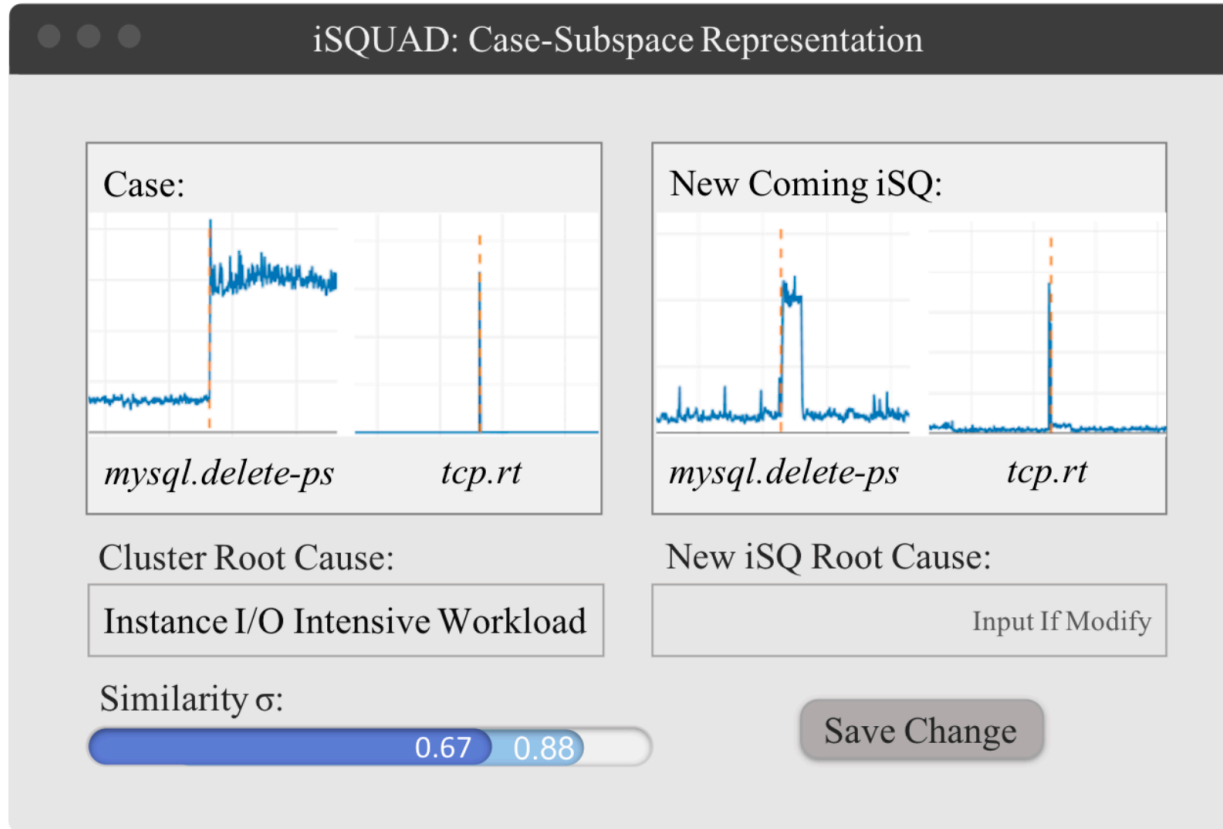 iSQUAD: Case-Subspace Representation
Case:
mysql.delete-ps
tcp.rt
New Coming iSQ:
mysql.delete-ps
tcp.rt
Cluster Root Cause:
Instance I/O Intensive Workload
New iSQ Root Cause:
Input If Modify
Similarity σ:
0.67
0.88
Save Change